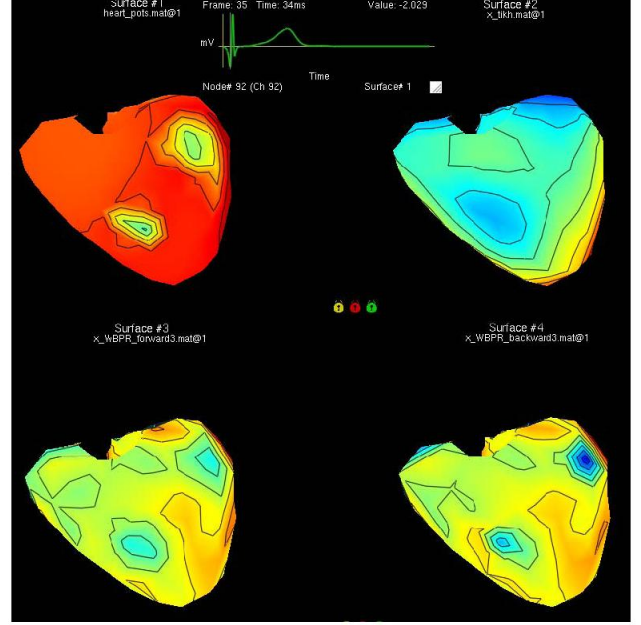 Surface #1
heart_pots.mat@1
Frame: 35 Time: 34ms
Value: -2.029
Surface #2
x_tikh.mat@1
mV
Time
Node# 92 (Ch 92)
Surface# 1
Surface #3
x_WBPR_forward3.mat@1
Surface #4
x_WBPR_backward3.mat@1